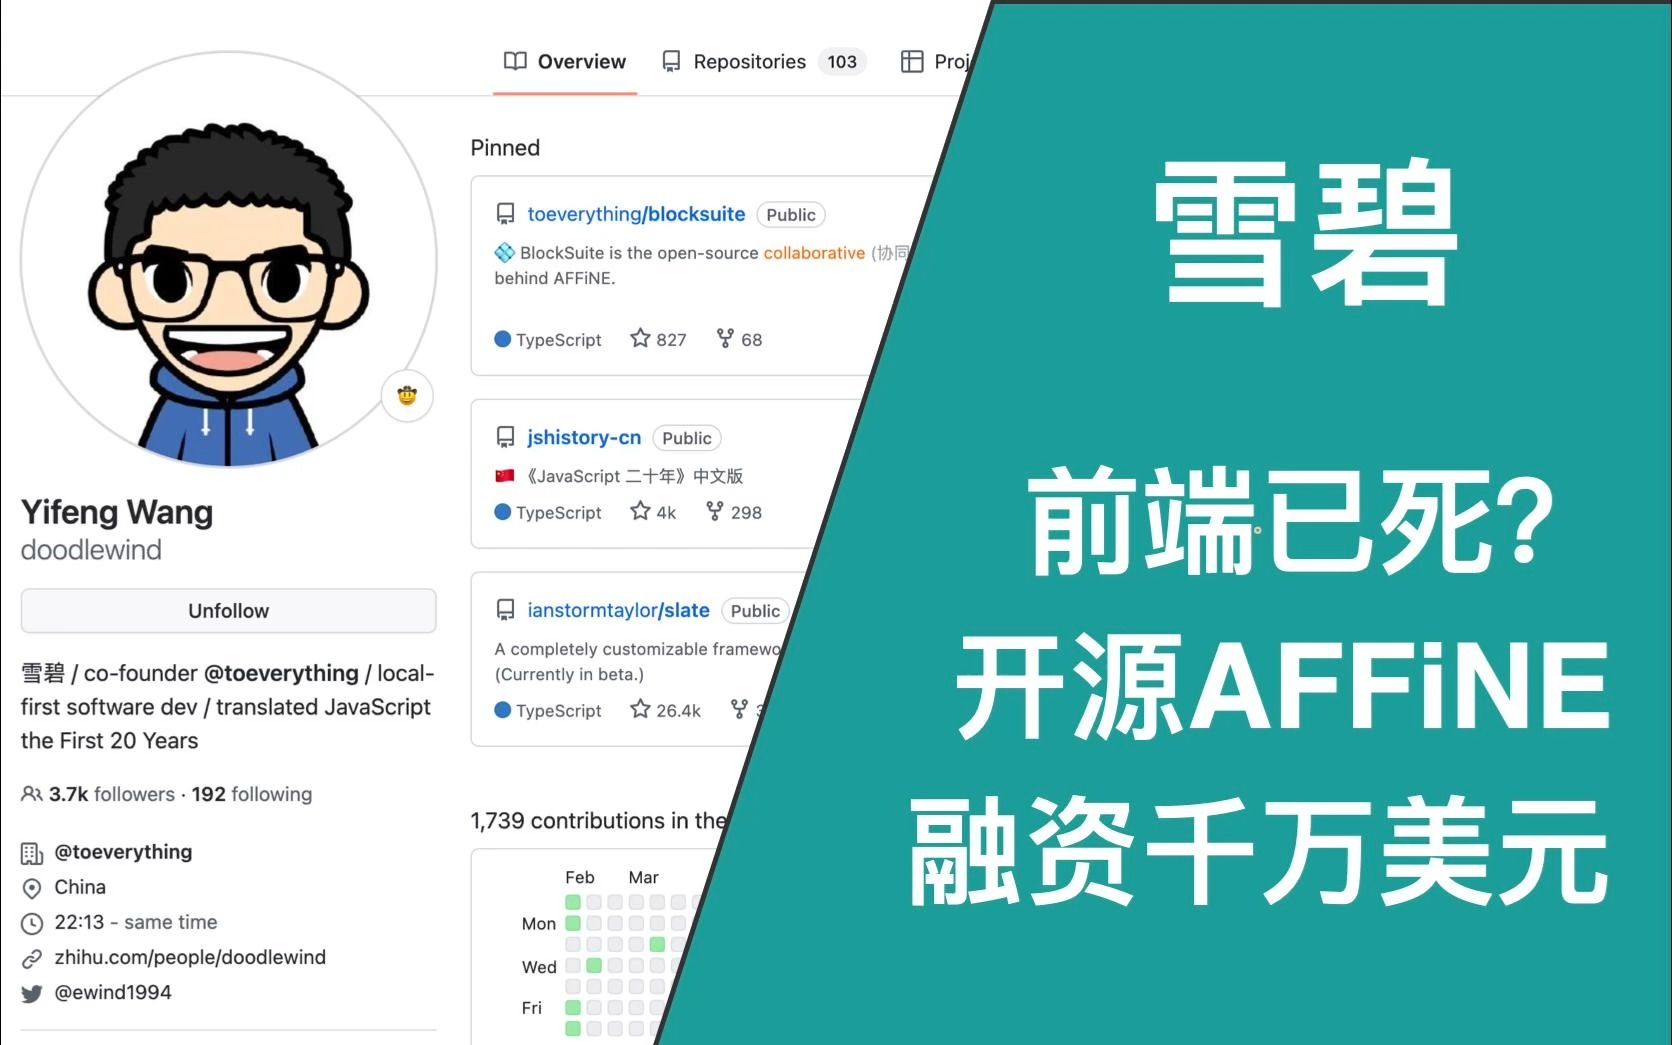 Overview
Repositories 103
Proj
Yifeng Wang
doodlewind
Unfollow
雪碧 / co-founder @toeverything / local-
first software dev / translated JavaScript
the First 20 Years
3.7k followers · 192 following
@toeverything
China
22:13 - same time
zhihu.com/people/doodlewind
@ewind1994
Pinned
toeverything/blocksuite Public
BlockSuite is the open-source collaborative (协同
behind AFFiNE.
TypeScript 827 68
jshistory-cn Public
🇨🇳 《JavaScript 二十年》中文版
TypeScript 4k 298
ianstormtaylor/slate Public
A completely customizable framewo
(Currently in beta.)
TypeScript 26.4k 3
1,739 contributions in the
Feb Mar
Mon
Wed
Fri
雪碧
前端已死?
开源AFFiNE
融资千万美元